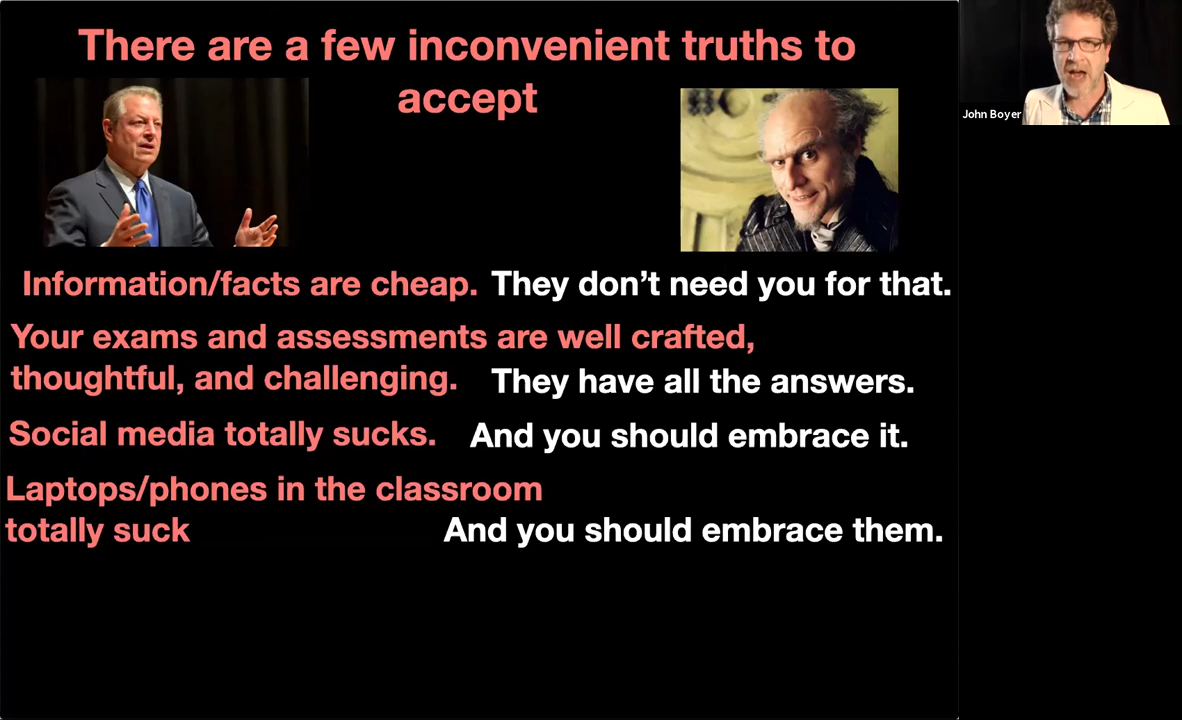 There are a few inconvenient truths to
accept
John Boyer
Information/facts are cheap. They don't need you for that.
Your exams and assessments are well crafted,
thoughtful, and challenging. They have all the answers.
Social media totally sucks. And you should embrace it.
Laptops/phones in the classroom
totally suck And you should embrace them.